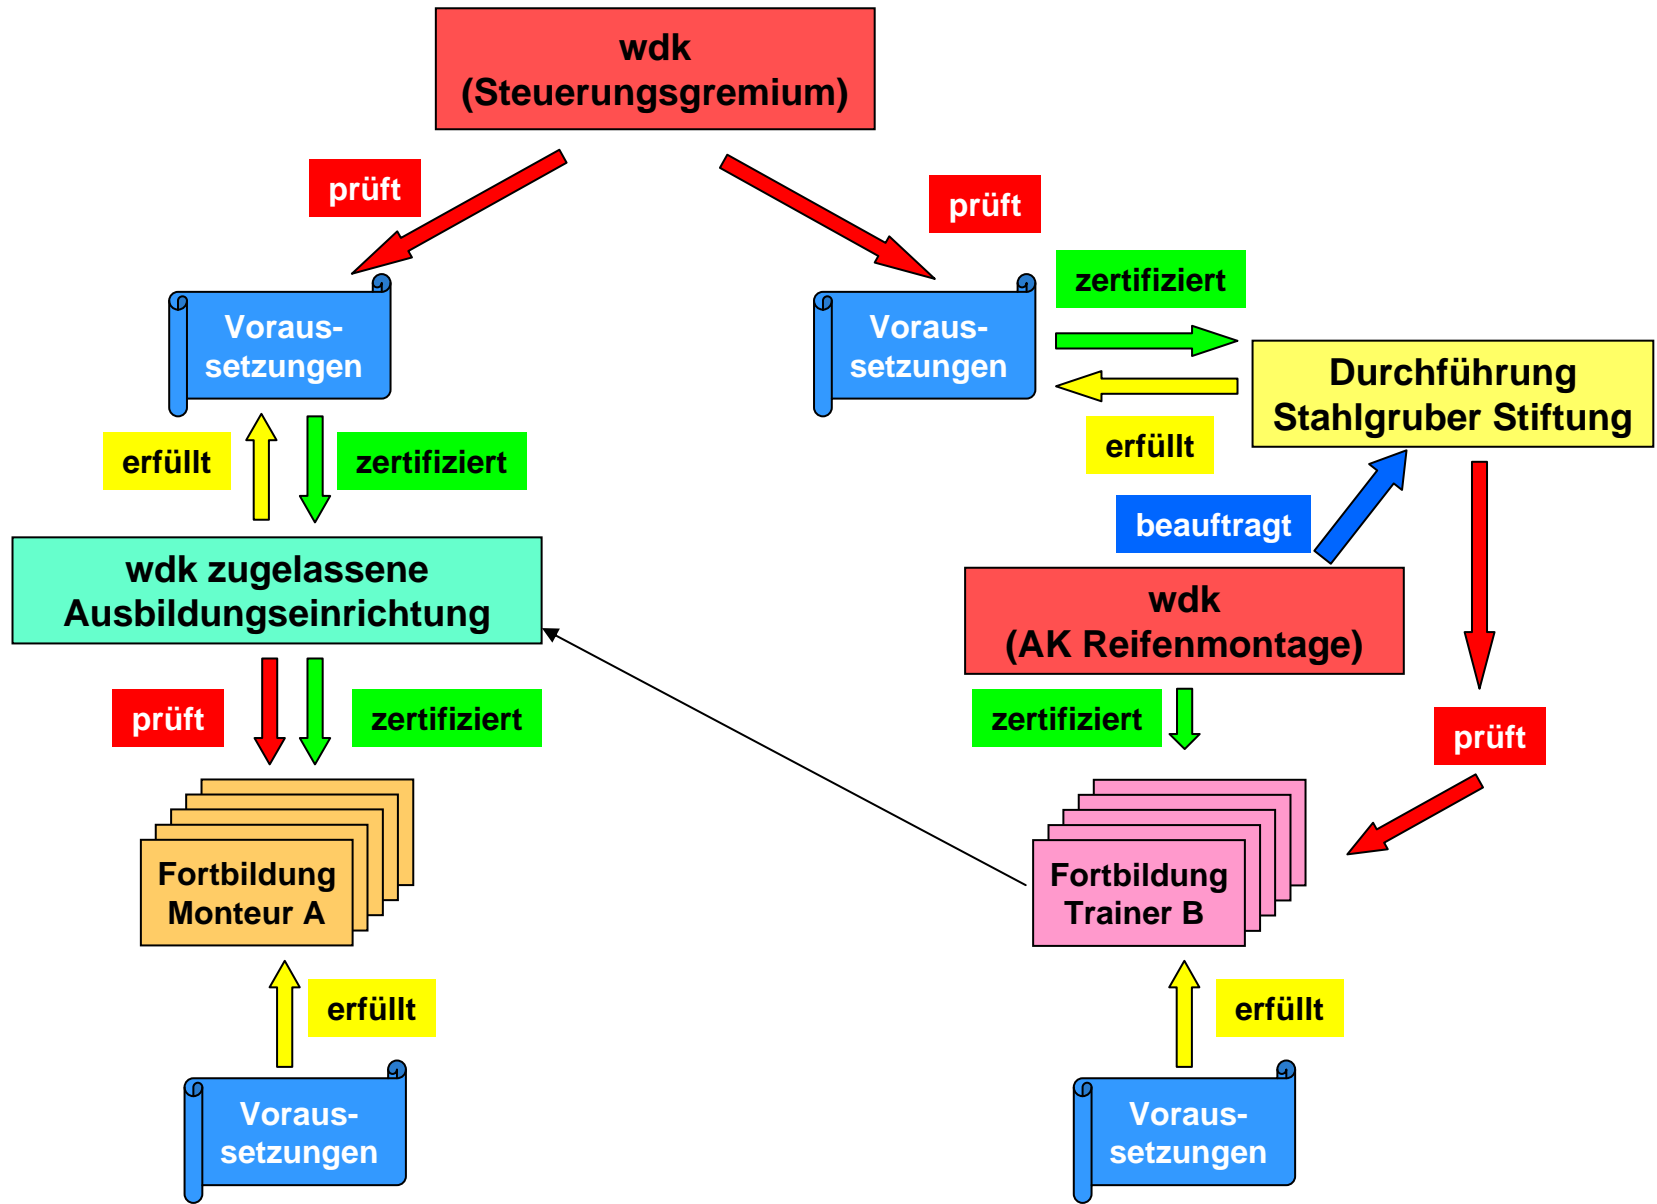 wdk
(Steuerungsgremium)
prüft
prüft
Voraus-
setzungen
Voraus-
setzungen
zertifiziert
erfüllt
Durchführung
Stahlgruber Stiftung
erfüllt
zertifiziert
beauftragt
wdk zugelassene
Ausbildungseinrichtung
wdk
(AK Reifenmontage)
prüft
zertifiziert
zertifiziert
prüft
Fortbildung
Monteur A
Fortbildung
Trainer B
erfüllt
erfüllt
Voraus-
setzungen
Voraus-
setzungen